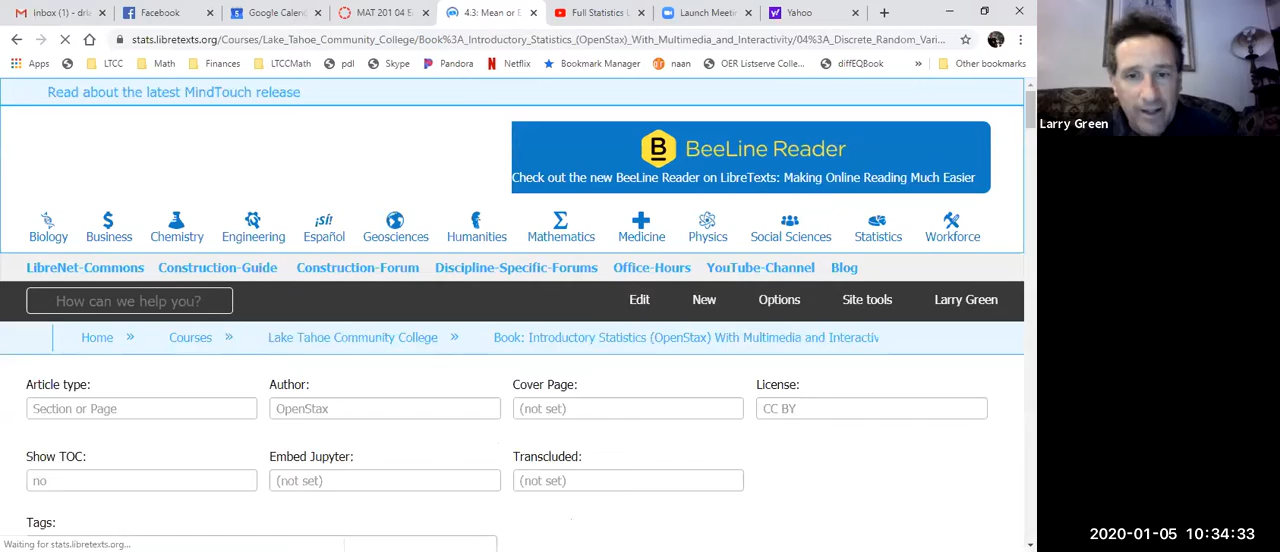 Inbox (1) - drla
Facebook
Google Calend
MAT 201 04 E
4.3: Mean or E
Full Statistics L
Launch Meeti
Yahoo
stats.libretexts.org/Courses/Lake_Tahoe_Community_College/Book%3A_Introductory_Statistics_(OpenStax)_With_Multimedia_and_Interactivity/04%3A_Discrete_Random_Vari...
Apps LTCC Math Finances LTCCMath pdl Skype Pandora Netflix Bookmark Manager naan OER Listserve Colle... diffEQBook » Other bookmarks
Read about the latest MindTouch release
B BeeLine Reader
Check out the new BeeLine Reader on LibreTexts: Making Online Reading Much Easier
¡Sí!
Biology Business Chemistry Engineering Español Geosciences Humanities Mathematics Medicine Physics Social Sciences Statistics Workforce
LibreNet-Commons Construction-Guide Construction-Forum Discipline-Specific-Forums Office-Hours YouTube-Channel Blog
How can we help you? Edit New Options Site tools Larry Green
Home » Courses » Lake Tahoe Community College » Book: Introductory Statistics (OpenStax) With Multimedia and Interactiv
Article type: Author: Cover Page: License:
Section or Page OpenStax (not set) CC BY
Show TOC: Embed Jupyter: Transcluded:
no (not set) (not set)
Tags:
Waiting for stats.libretexts.org...
Larry Green
2020-01-05 10:34:33